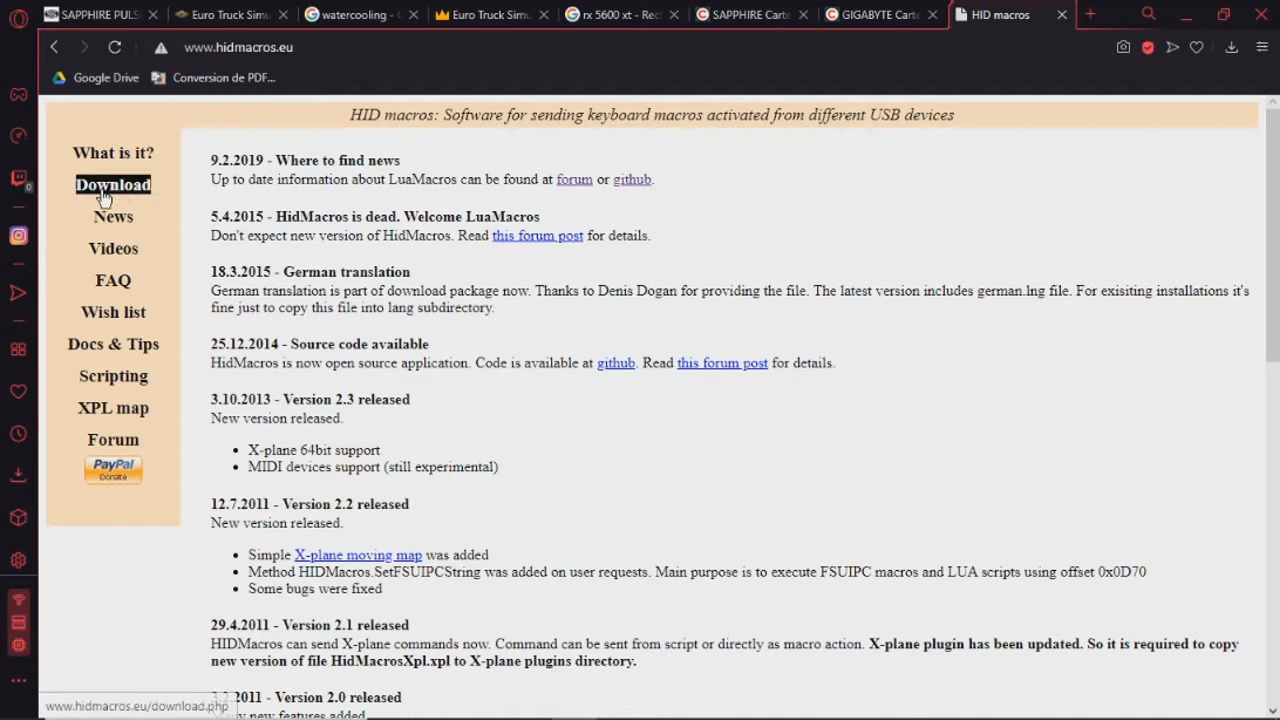 SAPPHIRE PULS
Euro Truck Simu
watercooling -
Euro Truck Simu
rx 5600 xt - Rec
SAPPHIRE Carte
GIGABYTE Carte
HID macros
www.hidmacros.eu
Google Drive
Conversion de PDF...
HID macros: Software for sending keyboard macros activated from different USB devices
What is it?
Download
News
Videos
FAQ
Wish list
Docs & Tips
Scripting
XPL map
Forum
PayPal
Donate
9.2.2019 - Where to find news
Up to date information about LuaMacros can be found at forum or github.
5.4.2015 - HidMacros is dead. Welcome LuaMacros
Don't expect new version of HidMacros. Read this forum post for details.
18.3.2015 - German translation
German translation is part of download package now. Thanks to Denis Dogan for providing the file. The latest version includes german.lng file. For exisiting installations it's
fine just to copy this file into lang subdirectory.
25.12.2014 - Source code available
HidMacros is now open source application. Code is available at github. Read this forum post for details.
3.10.2013 - Version 2.3 released
New version released.
• X-plane 64bit support
• MIDI devices support (still experimental)
12.7.2011 - Version 2.2 released
New version released.
• Simple X-plane moving map was added
• Method HIDMacros.SetFSUIPCString was added on user requests. Main purpose is to execute FSUIPC macros and LUA scripts using offset 0x0D70
• Some bugs were fixed
29.4.2011 - Version 2.1 released
HIDMacros can send X-plane commands now. Command can be sent from script or directly as macro action. X-plane plugin has been updated. So it is required to copy
new version of file HidMacrosXpl.xpl to X-plane plugins directory.
2011 - Version 2.0 released
new features added
www.hidmacros.eu/download.php
0